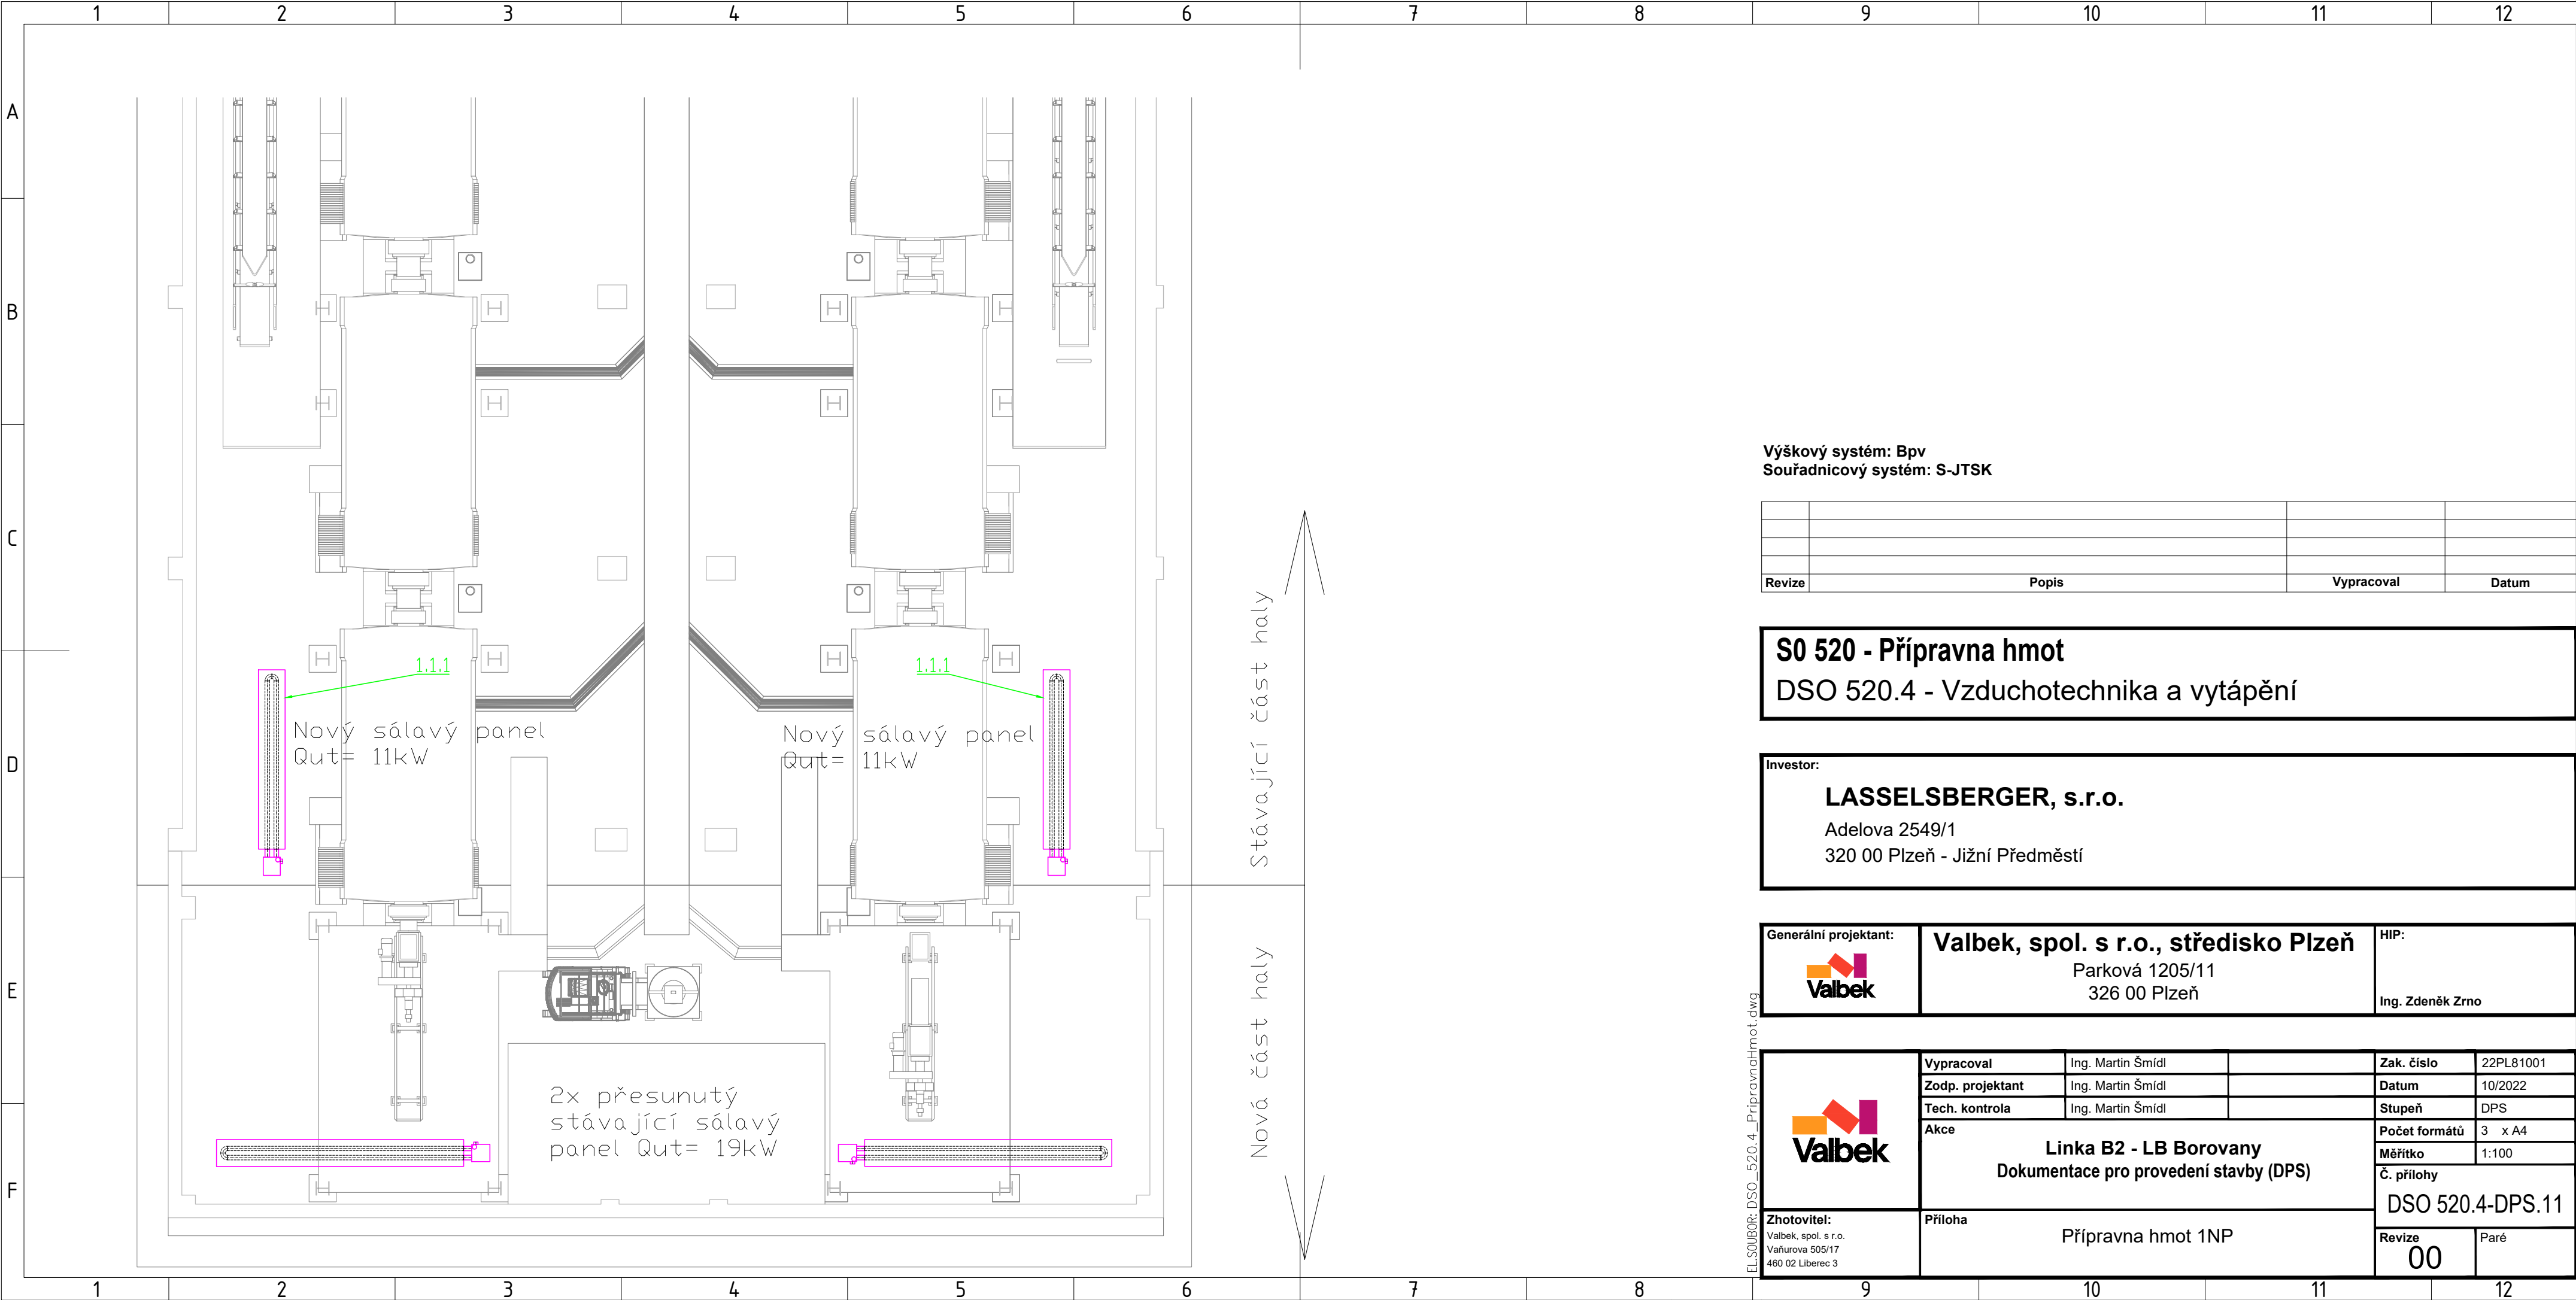 1 2 3 4 5 6 7 8 9 10 11 12
A
B
C
D
E
F
1.1.1
1.1.1
Nový sálavý panel
Qut= 11kW
Nový sálavý panel
Qut= 11kW
2x přesunutý
stávající sálavý
panel Qut= 19kW
Stávající část haly
Nová část haly
Výškový systém: Bpv
Souřadnicový systém: S-JTSK
Revize Popis Vypracoval Datum
S0 520 - Přípravna hmot
DSO 520.4 - Vzduchotechnika a vytápění
Investor:
LASSELSBERGER, s.r.o.
Adelova 2549/1
320 00 Plzeň - Jižní Předměstí
Generální projektant:
Valbek
Valbek, spol. s r.o., středisko Plzeň
Parková 1205/11
326 00 Plzeň
HIP:
Ing. Zdeněk Zrno
EL.SOUBOR: DSO_520.4_PripravnaHmot.dwg
Valbek
Vypracoval Ing. Martin Šmídl Zak. číslo 22PL81001
Zodp. projektant Ing. Martin Šmídl Datum 10/2022
Tech. kontrola Ing. Martin Šmídl Stupeň DPS
Akce
Linka B2 - LB Borovany
Dokumentace pro provedení stavby (DPS)
Počet formátů 3 x A4
Měřítko 1:100
Č. přílohy
DSO 520.4-DPS.11
Zhotovitel:
Valbek, spol. s r.o.
Vaňurova 505/17
460 02 Liberec 3
Příloha
Přípravna hmot 1NP
Revize
00
Paré
1 2 3 4 5 6 7 8 9 10 11 12